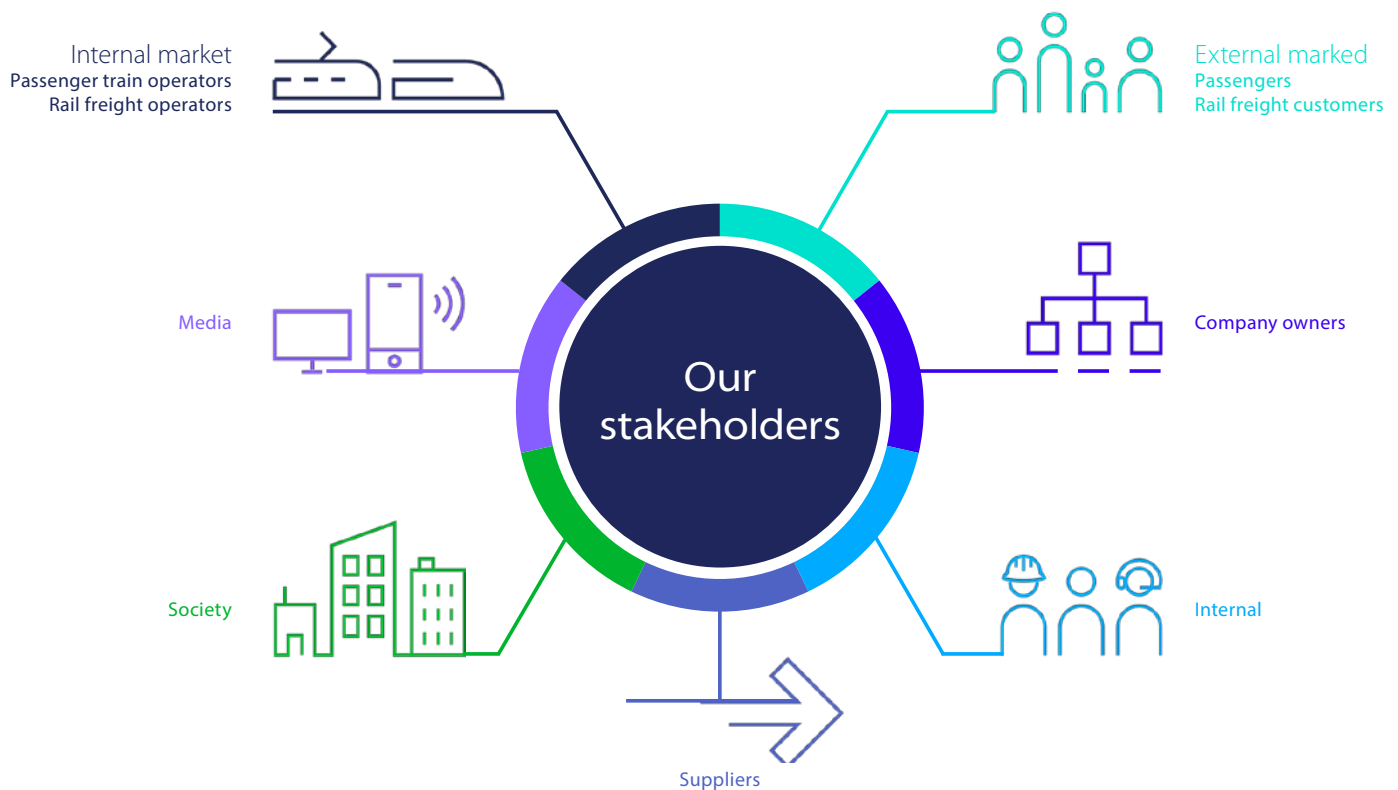 Internal market
Passenger train operators
Rail freight operators
External marked
Passengers
Rail freight customers
Media
Company owners
Our
stakeholders
Society
Internal
Suppliers